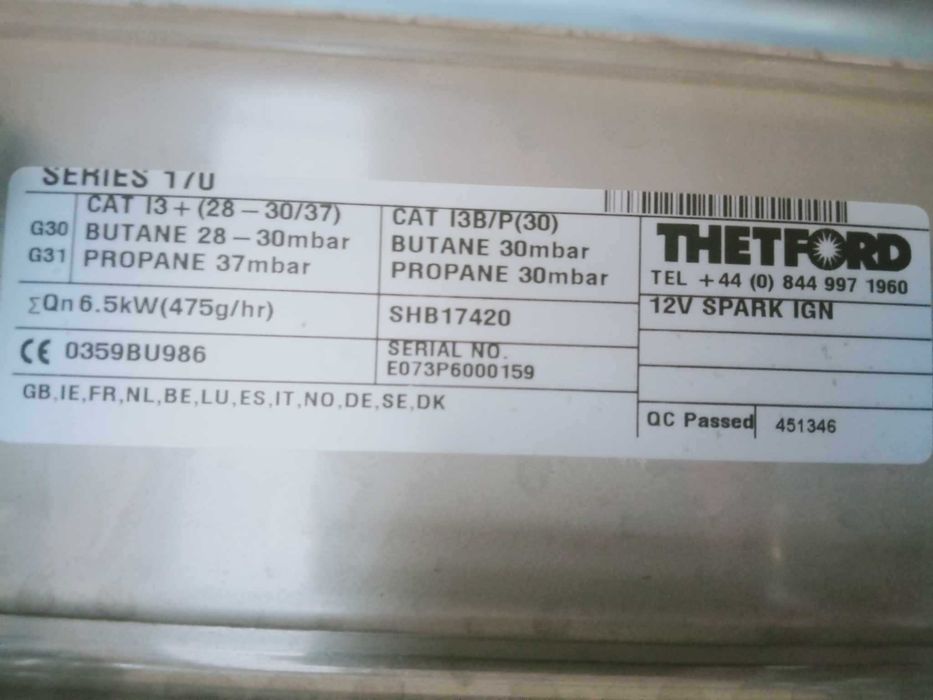 SERIES 170
G30
G31
CAT I3+(28-30/37)
BUTANE 28-30mbar
PROPANE 37mbar
CAT I3B/P(30)
BUTANE 30mbar
PROPANE 30mbar
THETFORD
TEL +44 (0) 844 997 1960
ΣQn 6.5kW(475g/hr)
SHB17420
12V SPARK IGN
CE 0359BU986
SERIAL NO.
E073P6000159
GB,IE,FR,NL,BE,LU,ES,IT,NO,DE,SE,DK
QC Passed 451346